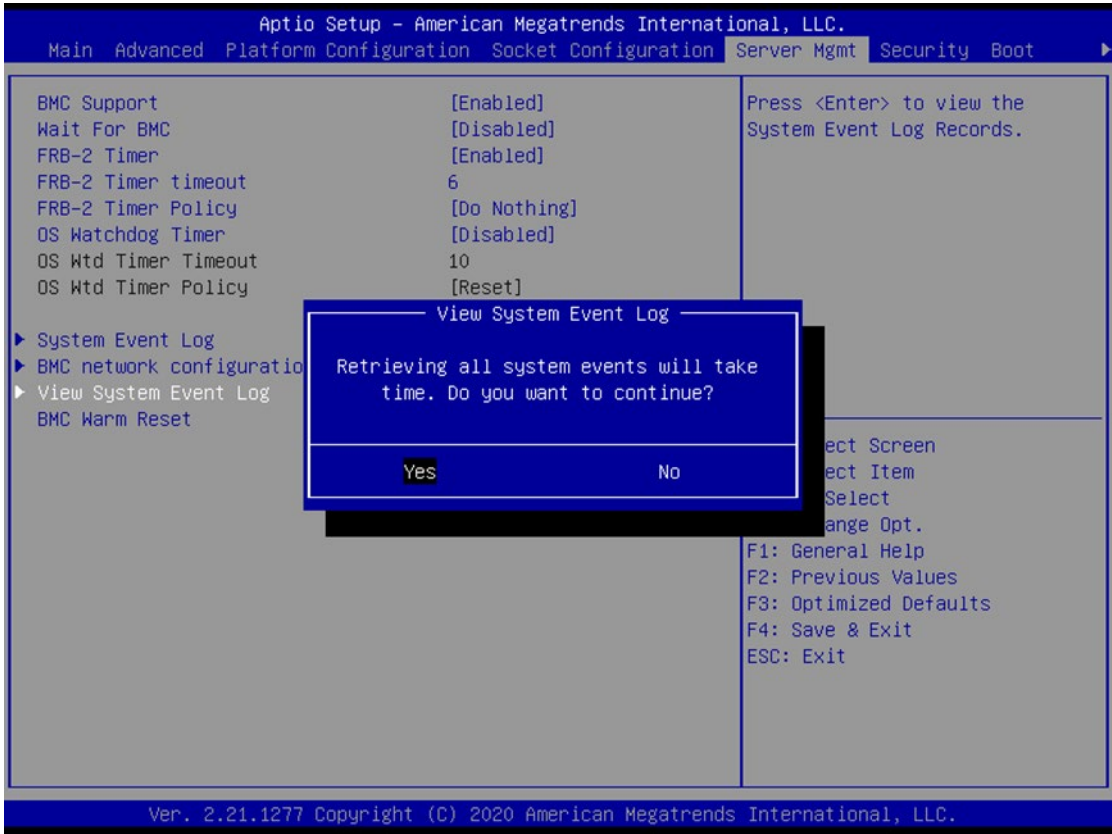 Aptio Setup – American Megatrends International, LLC.
Main Advanced Platform Configuration Socket Configuration Server Mgmt Security Boot
BMC Support [Enabled]
Wait For BMC [Disabled]
FRB-2 Timer [Enabled]
FRB-2 Timer timeout 6
FRB-2 Timer Policy [Do Nothing]
OS Watchdog Timer [Disabled]
OS Wtd Timer Timeout 10
OS Wtd Timer Policy [Reset]
System Event Log
BMC network configuratio
View System Event Log
BMC Warm Reset
View System Event Log
Retrieving all system events will take
time. Do you want to continue?
Yes No
Press <Enter> to view the
System Event Log Records.
ect Screen
ect Item
Select
ange Opt.
F1: General Help
F2: Previous Values
F3: Optimized Defaults
F4: Save & Exit
ESC: Exit
Ver. 2.21.1277 Copyright (C) 2020 American Megatrends International, LLC.